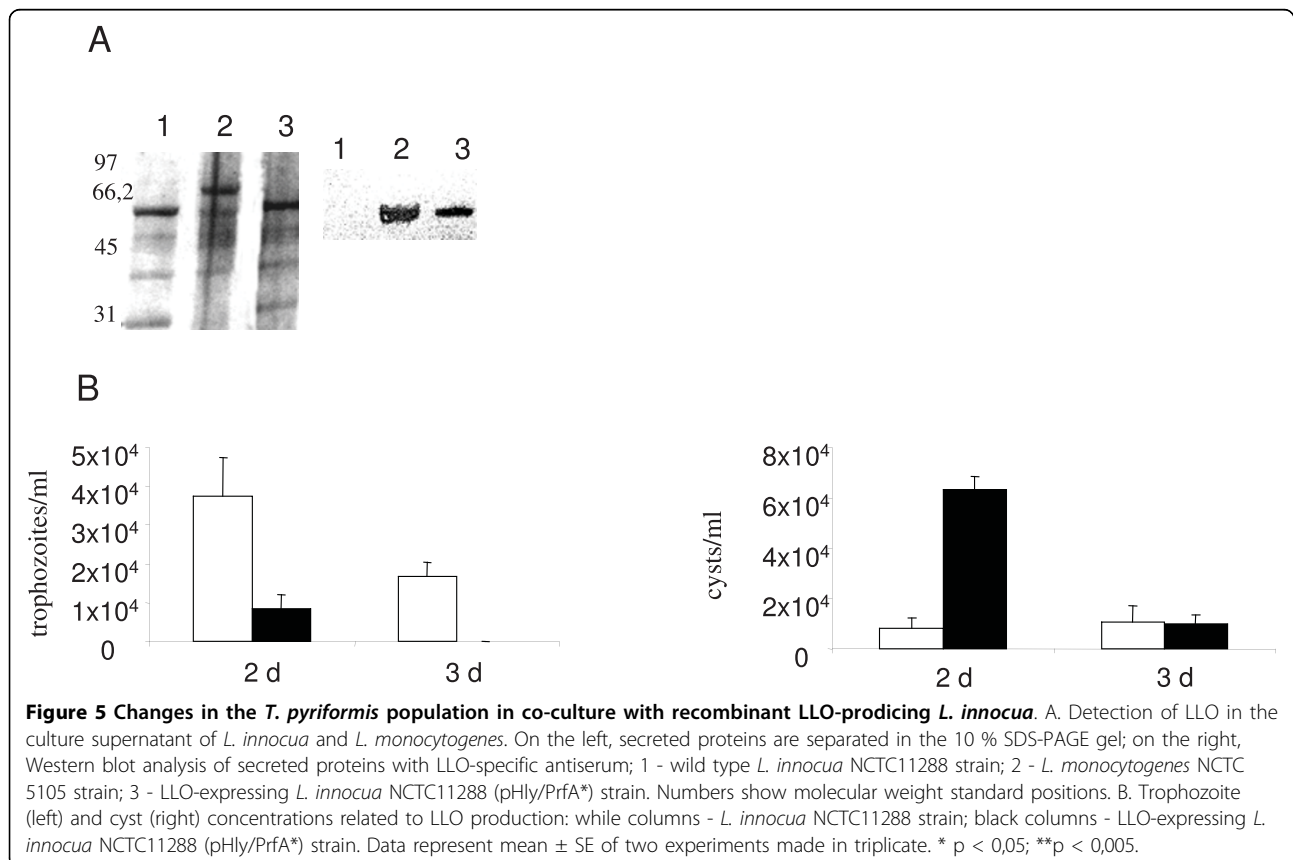 A
1 2 3
1 2 3
97
66,2
45
31
B
5x10⁴
4x10⁴
3x10⁴
2x10⁴
1x10⁴
0
trophozoites/ml
2 d 3 d
8x10⁴
6x10⁴
4x10⁴
2x10⁴
0
cysts/ml
2 d 3 d
Figure 5 Changes in the T. pyriformis population in co-culture with recombinant LLO-prodicing L. innocua. A. Detection of LLO in the
culture supernatant of L. innocua and L. monocytogenes. On the left, secreted proteins are separated in the 10 % SDS-PAGE gel; on the right,
Western blot analysis of secreted proteins with LLO-specific antiserum; 1 - wild type L. innocua NCTC11288 strain; 2 - L. monocytogenes NCTC
5105 strain; 3 - LLO-expressing L. innocua NCTC11288 (pHly/PrfA*) strain. Numbers show molecular weight standard positions. B. Trophozoite
(left) and cyst (right) concentrations related to LLO production: while columns - L. innocua NCTC11288 strain; black columns - LLO-expressing L.
innocua NCTC11288 (pHly/PrfA*) strain. Data represent mean ± SE of two experiments made in triplicate. * p < 0,05; **p < 0,005.